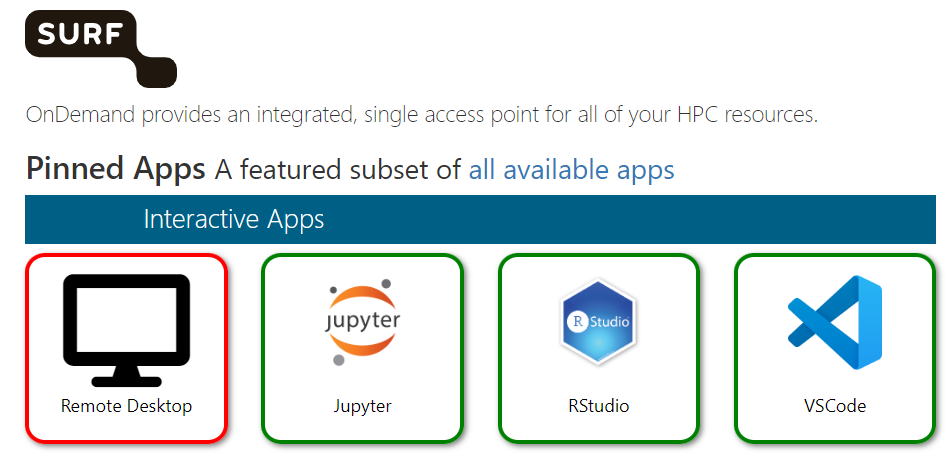 SURF
OnDemand provides an integrated, single access point for all of your HPC resources.
Pinned Apps A featured subset of all available apps
Interactive Apps
jupyter
R Studio
Remote Desktop
Jupyter
RStudio
VSCode